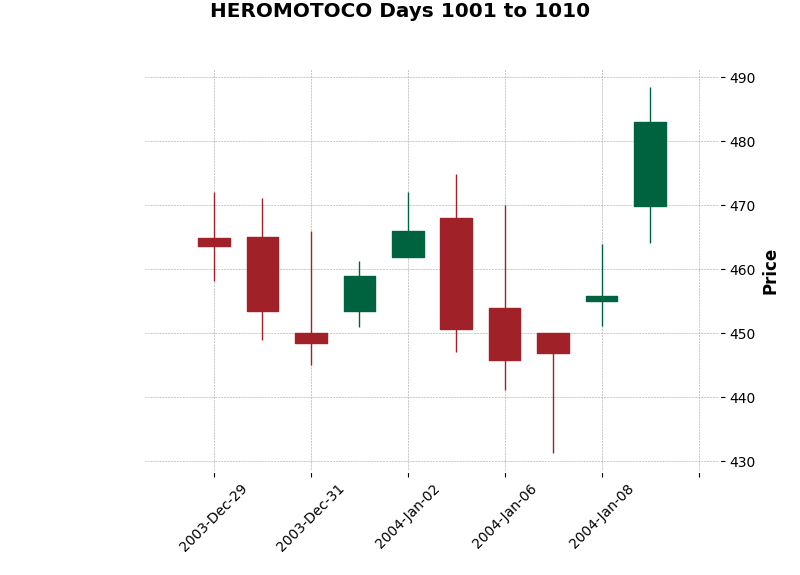 HEROMOTOCO Days 1001 to 1010
490
480
470
460
450
440
430
Price
2003-Dec-29
2003-Dec-31
2004-Jan-02
2004-Jan-06
2004-Jan-08